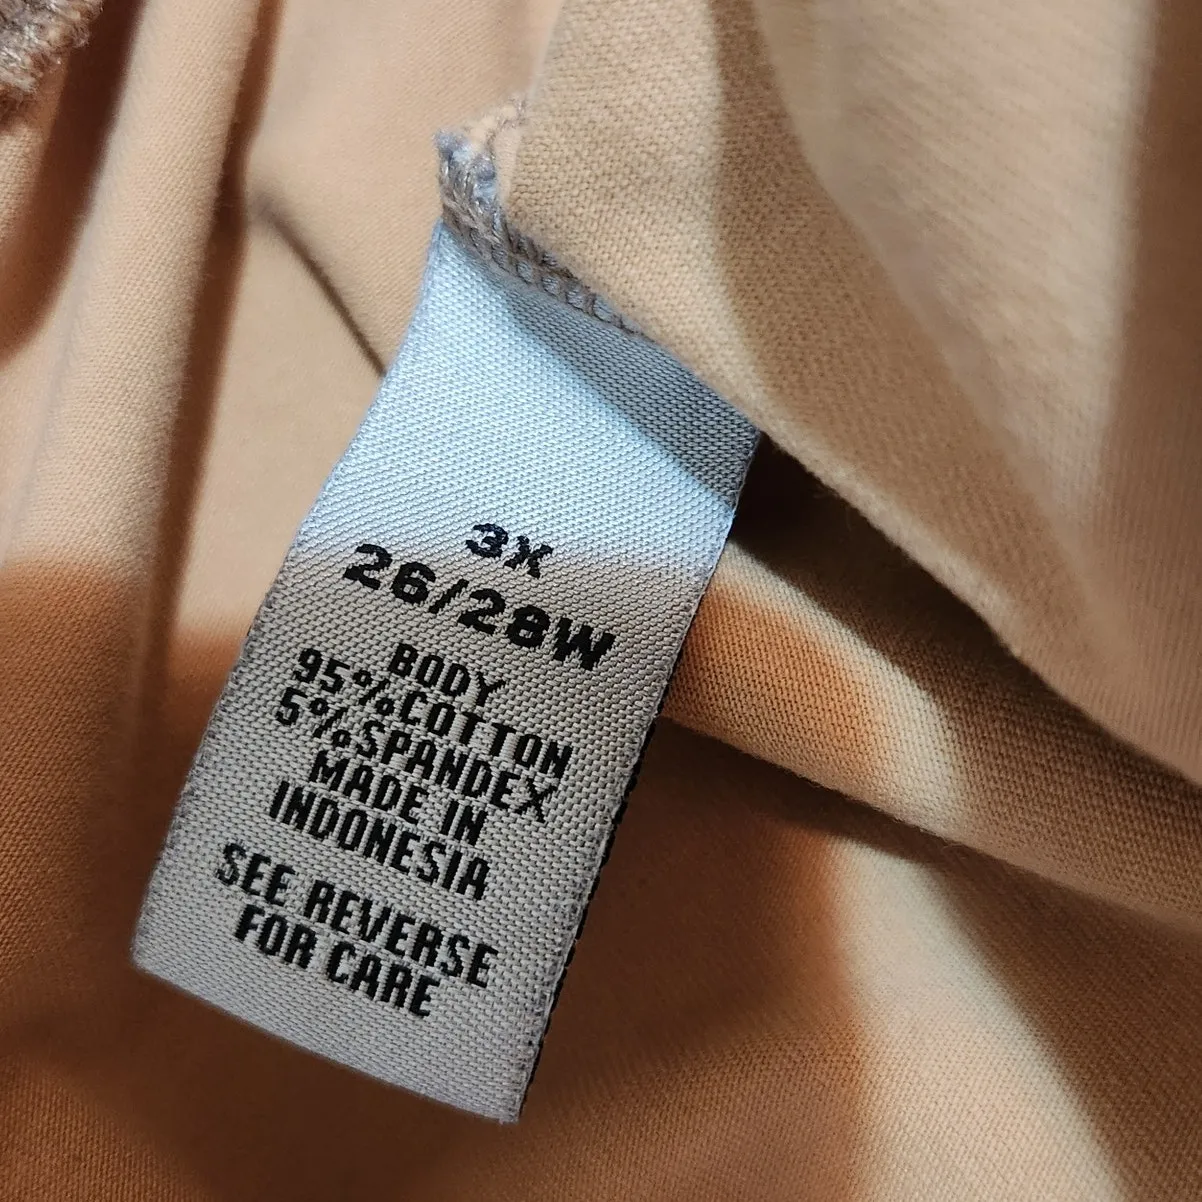 3X
26/28W
BODY
95%COTTON
5%SPANDEX
MADE IN
INDONESIA
SEE REVERSE
FOR CARE